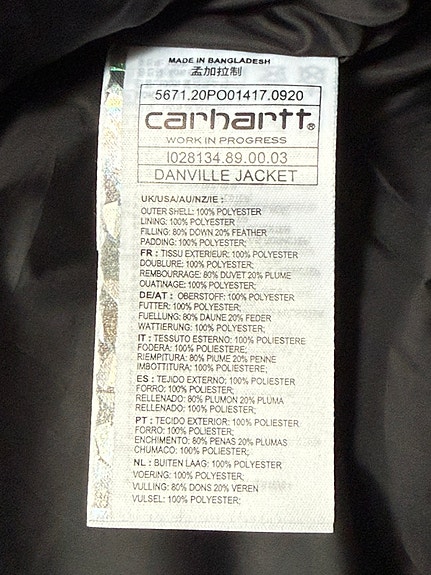 MADE IN BANGLADESH
孟加拉制
5671.20PO01417.0920
carhartt®
WORK IN PROGRESS
I028134.89.00.03
DANVILLE JACKET
UK/USA/AU/NZ/IE :
OUTER SHELL: 100% POLYESTER
LINING: 100% POLYESTER
FILLING: 80% DOWN 20% FEATHER
PADDING: 100% POLYESTER;
FR : TISSU EXTERIEUR: 100% POLYESTER
DOUBLURE: 100% POLYESTER;
REMBOURRAGE: 80% DUVET 20% PLUME
OUATINAGE: 100% POLYESTER;
DE/AT : OBERSTOFF: 100% POLYESTER
FUTTER: 100% POLYESTER;
FUELLUNG: 80% DAUNE 20% FEDER
WATTIERUNG: 100% POLYESTER;
IT : TESSUTO ESTERNO: 100% POLIESTERE
FODERA: 100% POLIESTERE;
RIEMPITURA: 80% PIUME 20% PENNE
IMBOTTITURA: 100% POLIESTERE;
ES : TEJIDO EXTERNO: 100% POLIESTER
FORRO: 100% POLIESTER;
RELLENADO: 80% PLUMON 20% PLUMA
RELLENADO: 100% POLIESTER;
PT : TECIDO EXTERIOR: 100% POLIESTER
FORRO: 100% POLIESTER;
ENCHIMENTO: 80% PENAS 20% PLUMAS
CHUMACO: 100% POLIESTER;
NL : BUITEN LAAG: 100% POLYESTER
VOERING: 100% POLYESTER;
VULLING: 80% DONS 20% VEREN
VULSEL: 100% POLYESTER;